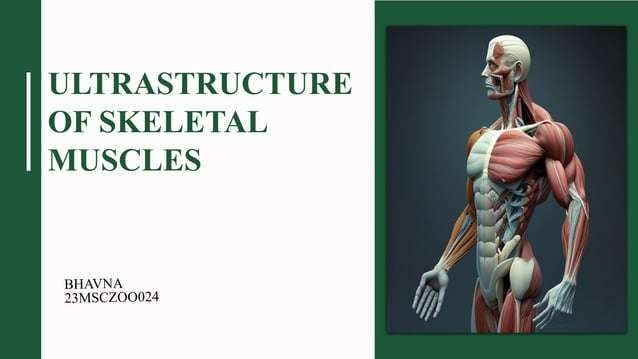 ULTRASTRUCTURE
OF SKELETAL
MUSCLES
BHAVNA
23MSCZOO024